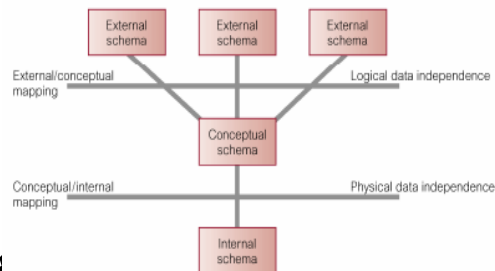 External schema
External schema
External schema
External/conceptual mapping
Logical data independence
Conceptual schema
Conceptual/internal mapping
Physical data independence
Internal schema